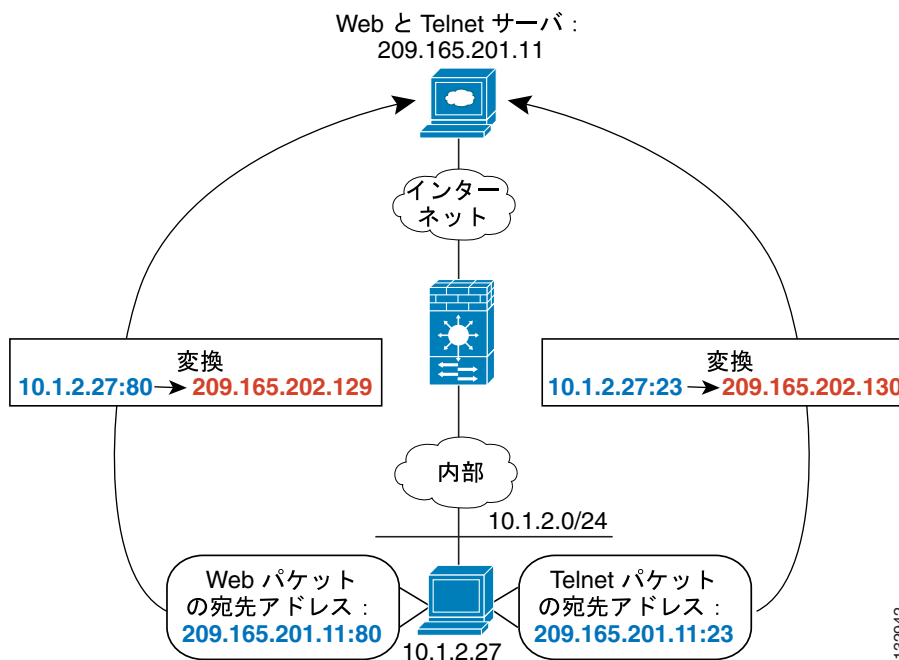 Web と Telnet サーバ：
209.165.201.11
インター
ネット
変換
10.1.2.27:80 → 209.165.202.129
変換
10.1.2.27:23 → 209.165.202.130
内部
10.1.2.0/24
Web パケット
の宛先アドレス：
209.165.201.11:80
Telnet パケット
の宛先アドレス：
209.165.201.11:23
10.1.2.27